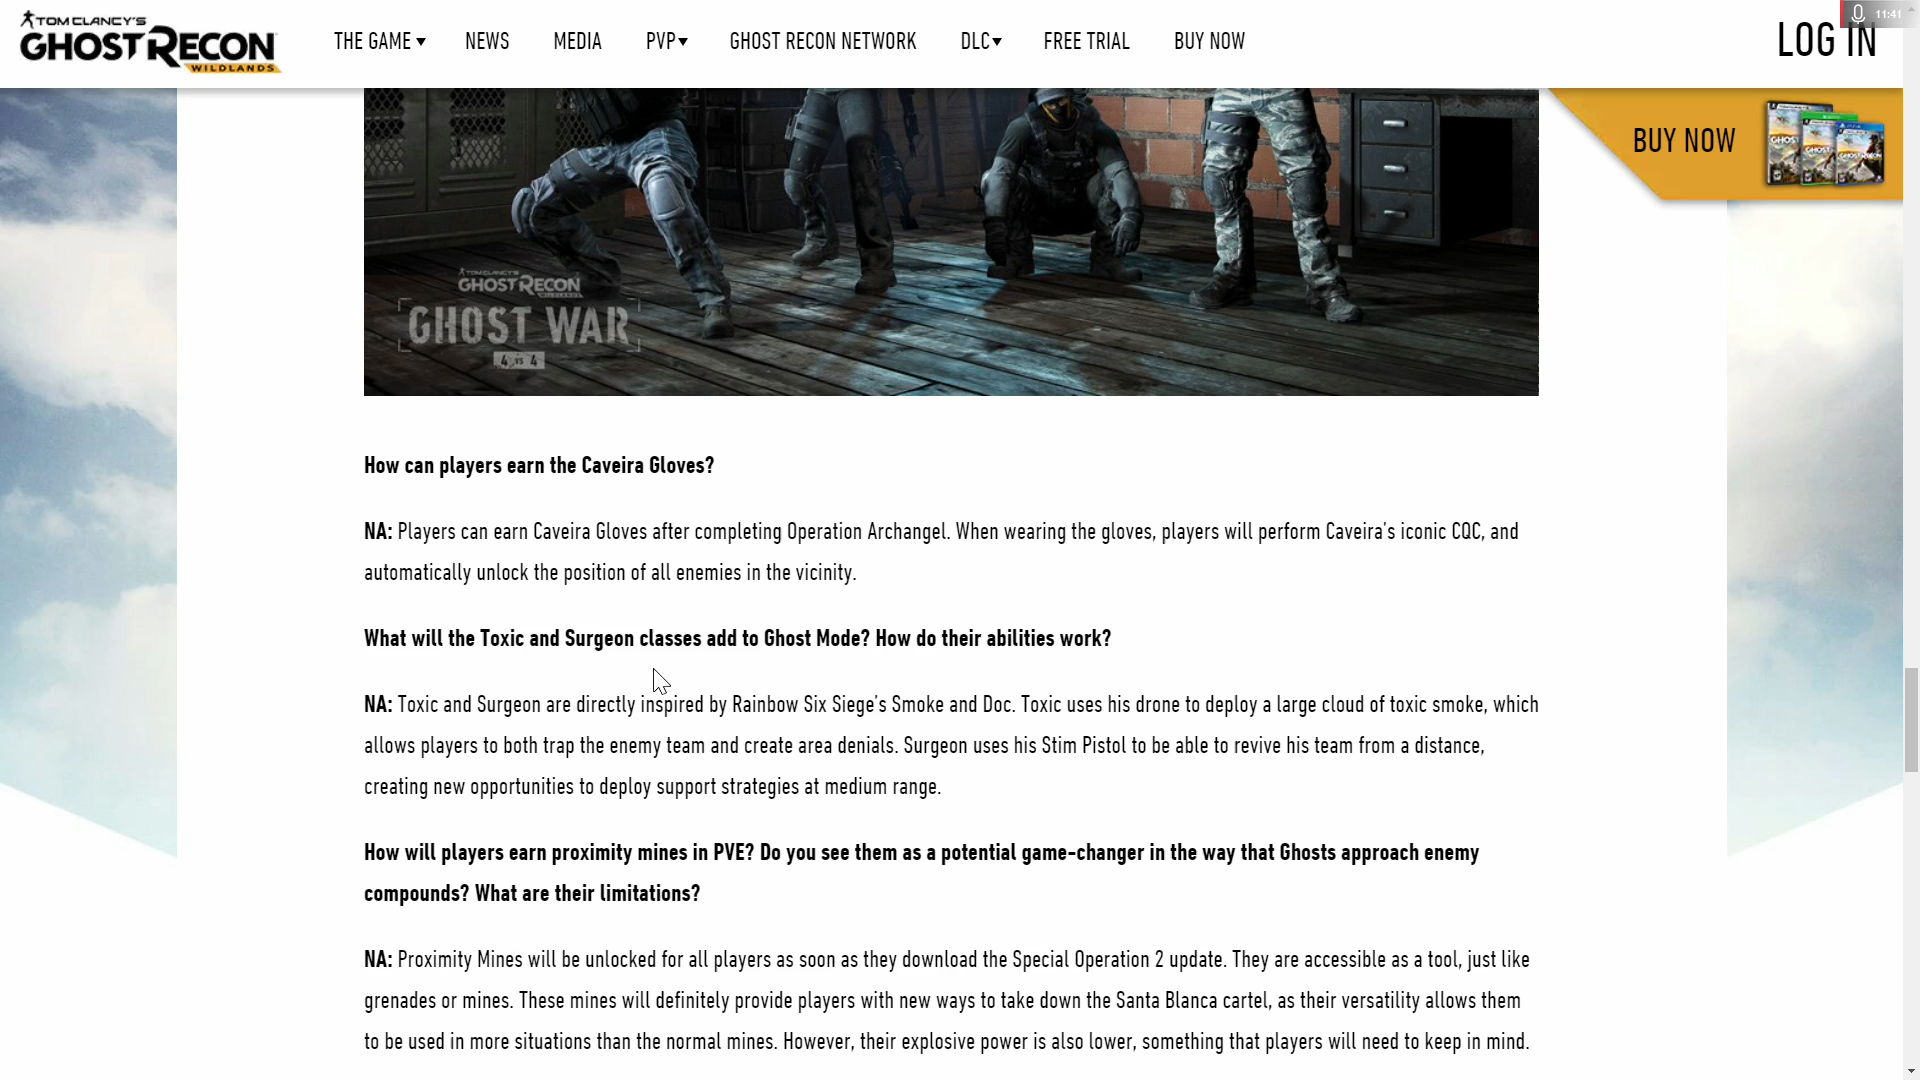 TOM CLANCY'S
GHOST RECON
WILDLANDS
THE GAME ▾ NEWS MEDIA PVP▾ GHOST RECON NETWORK DLC▾ FREE TRIAL BUY NOW
11:41
LOG IN
BUY NOW
TOM CLANCY'S
GHOST RECON
WILDLANDS
GHOST WAR
4 VS 4
How can players earn the Caveira Gloves?
NA: Players can earn Caveira Gloves after completing Operation Archangel. When wearing the gloves, players will perform Caveira's iconic CQC, and
automatically unlock the position of all enemies in the vicinity.
What will the Toxic and Surgeon classes add to Ghost Mode? How do their abilities work?
NA: Toxic and Surgeon are directly inspired by Rainbow Six Siege's Smoke and Doc. Toxic uses his drone to deploy a large cloud of toxic smoke, which
allows players to both trap the enemy team and create area denials. Surgeon uses his Stim Pistol to be able to revive his team from a distance,
creating new opportunities to deploy support strategies at medium range.
How will players earn proximity mines in PVE? Do you see them as a potential game-changer in the way that Ghosts approach enemy
compounds? What are their limitations?
NA: Proximity Mines will be unlocked for all players as soon as they download the Special Operation 2 update. They are accessible as a tool, just like
grenades or mines. These mines will definitely provide players with new ways to take down the Santa Blanca cartel, as their versatility allows them
to be used in more situations than the normal mines. However, their explosive power is also lower, something that players will need to keep in mind.